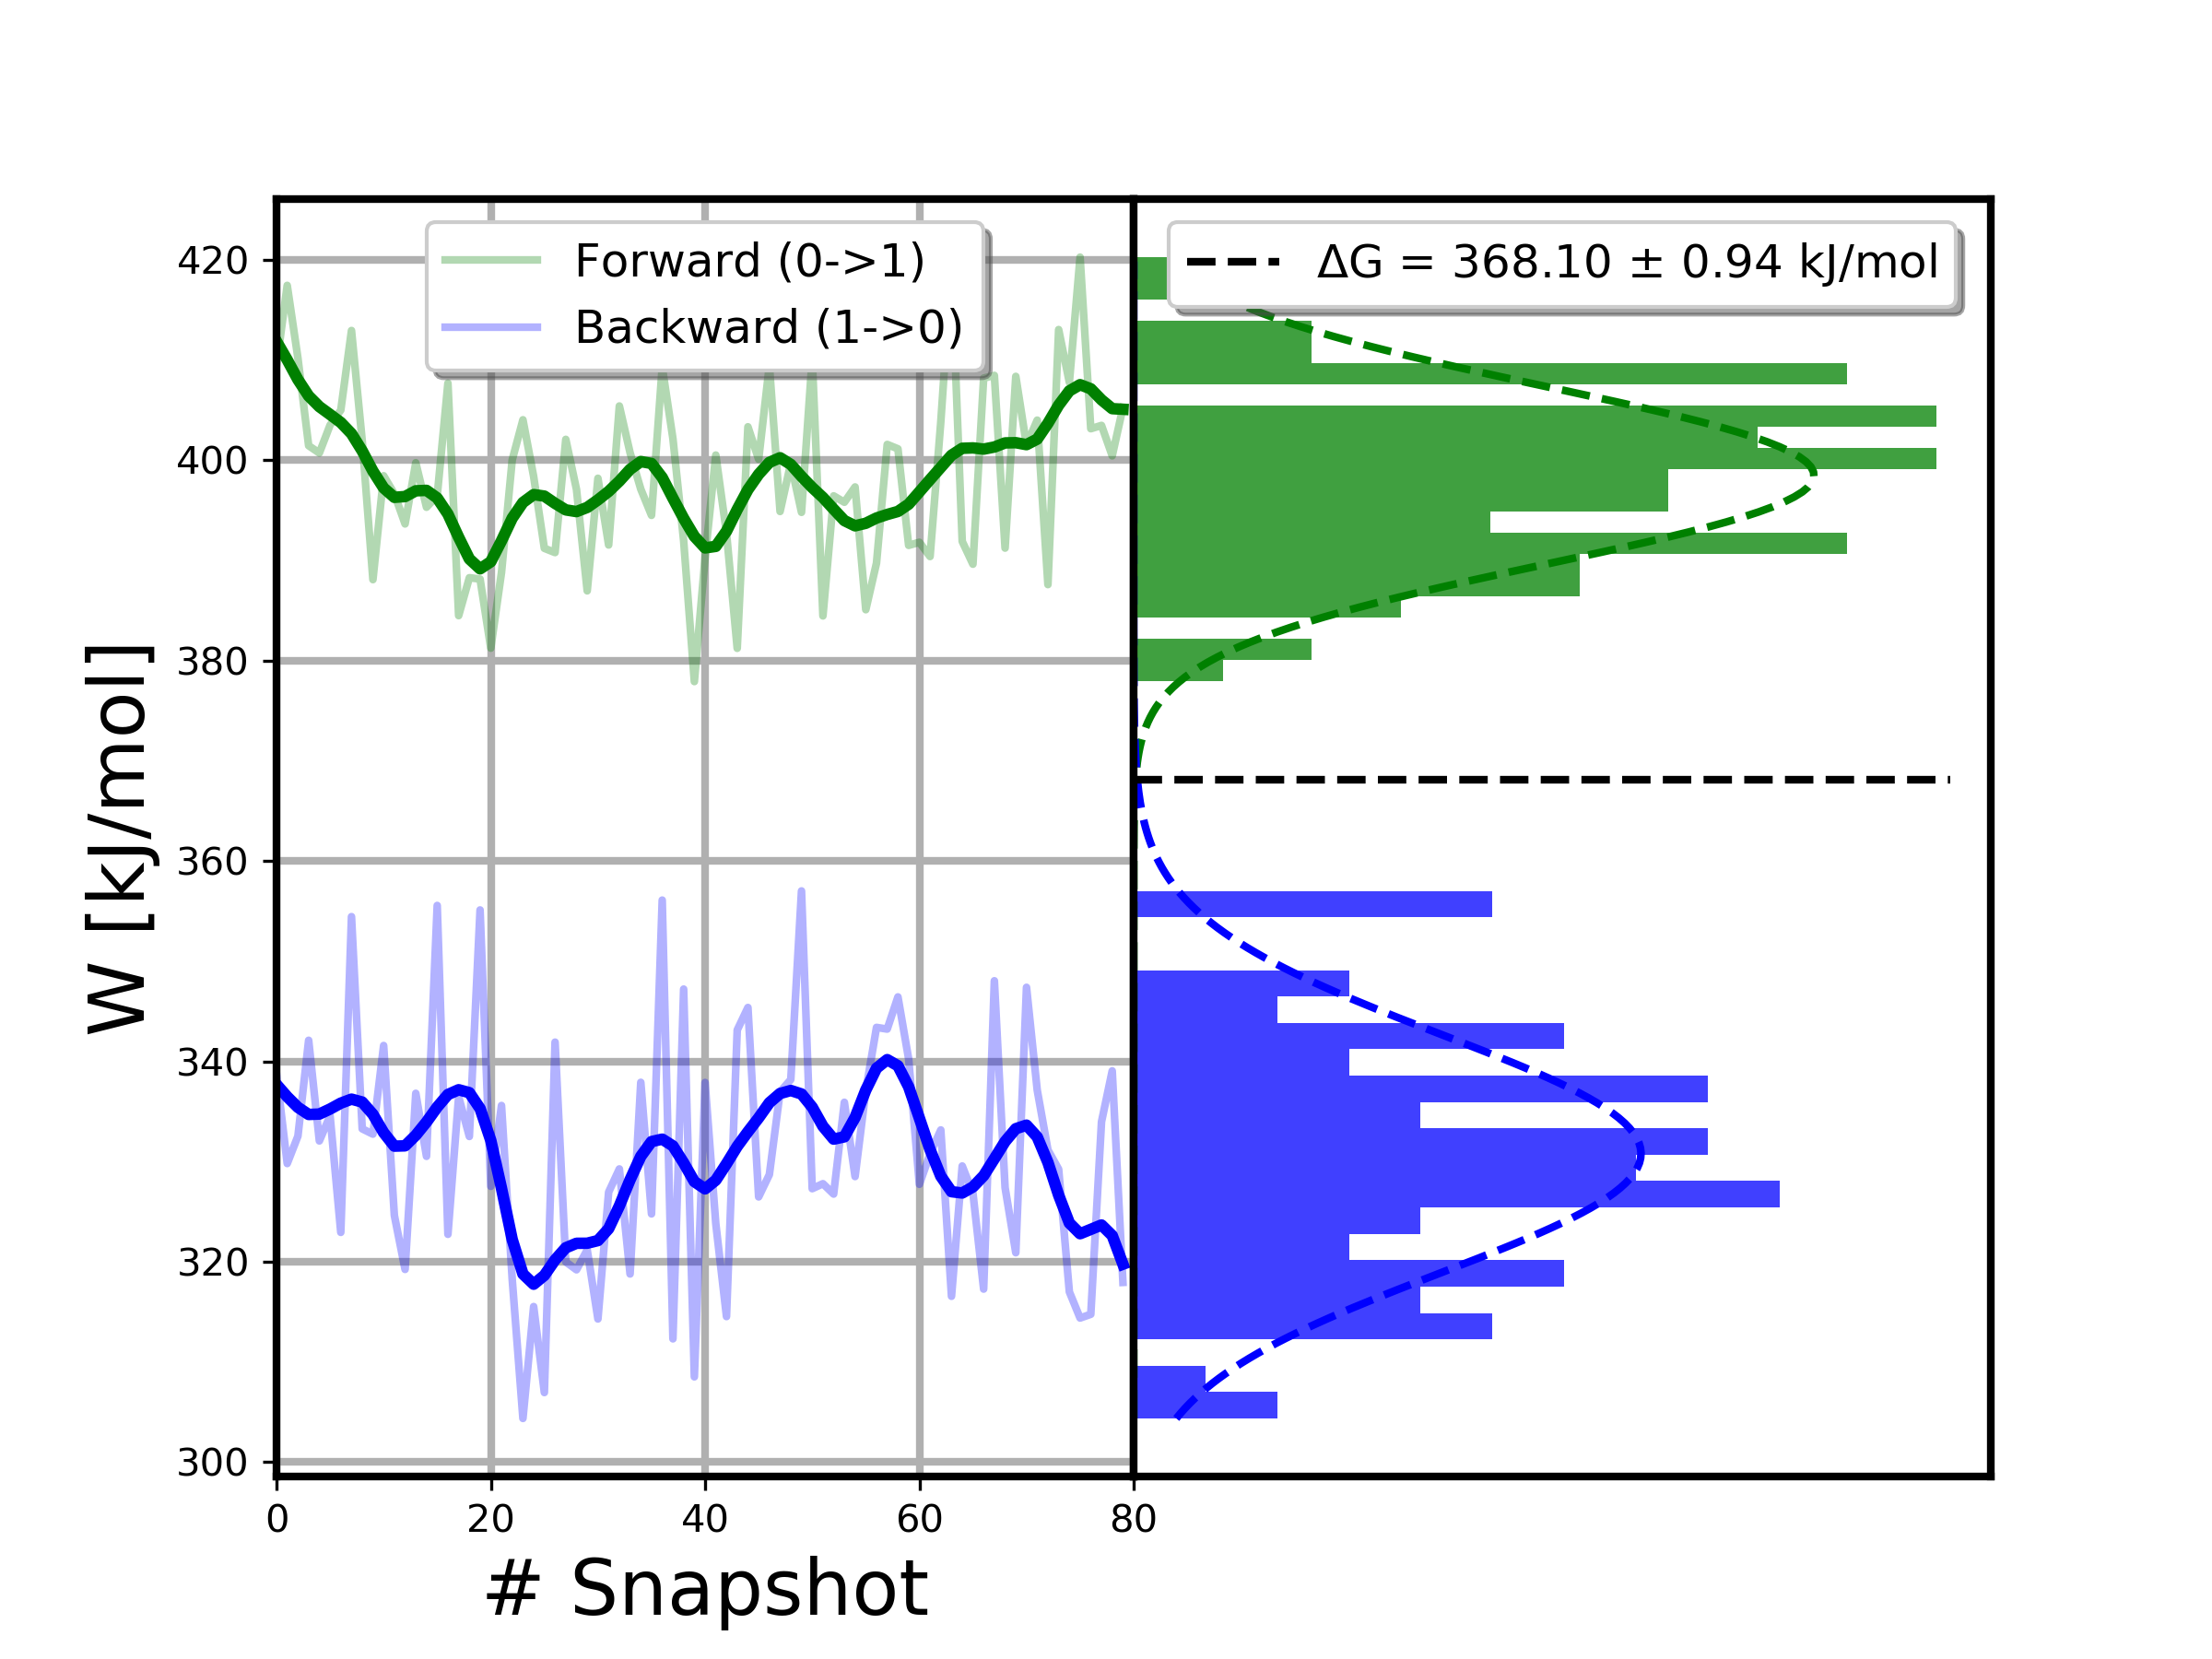 Forward (0->1)
Backward (1->0)
ΔG = 368.10 ± 0.94 kJ/mol
W [kJ/mol]
420
400
380
360
340
320
300
0 20 40 60 80
# Snapshot